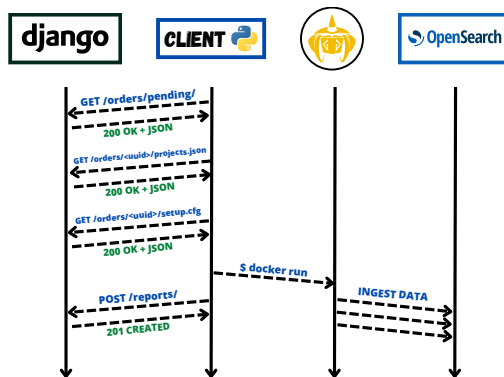 django
CLIENT
OpenSearch
GET /orders/pending/
200 OK + JSON
GET /orders/<uuid>/projects.json
200 OK + JSON
GET /orders/<uuid>/setup.cfg
200 OK + JSON
$ docker run
POST /reports/
INGEST DATA
201 CREATED